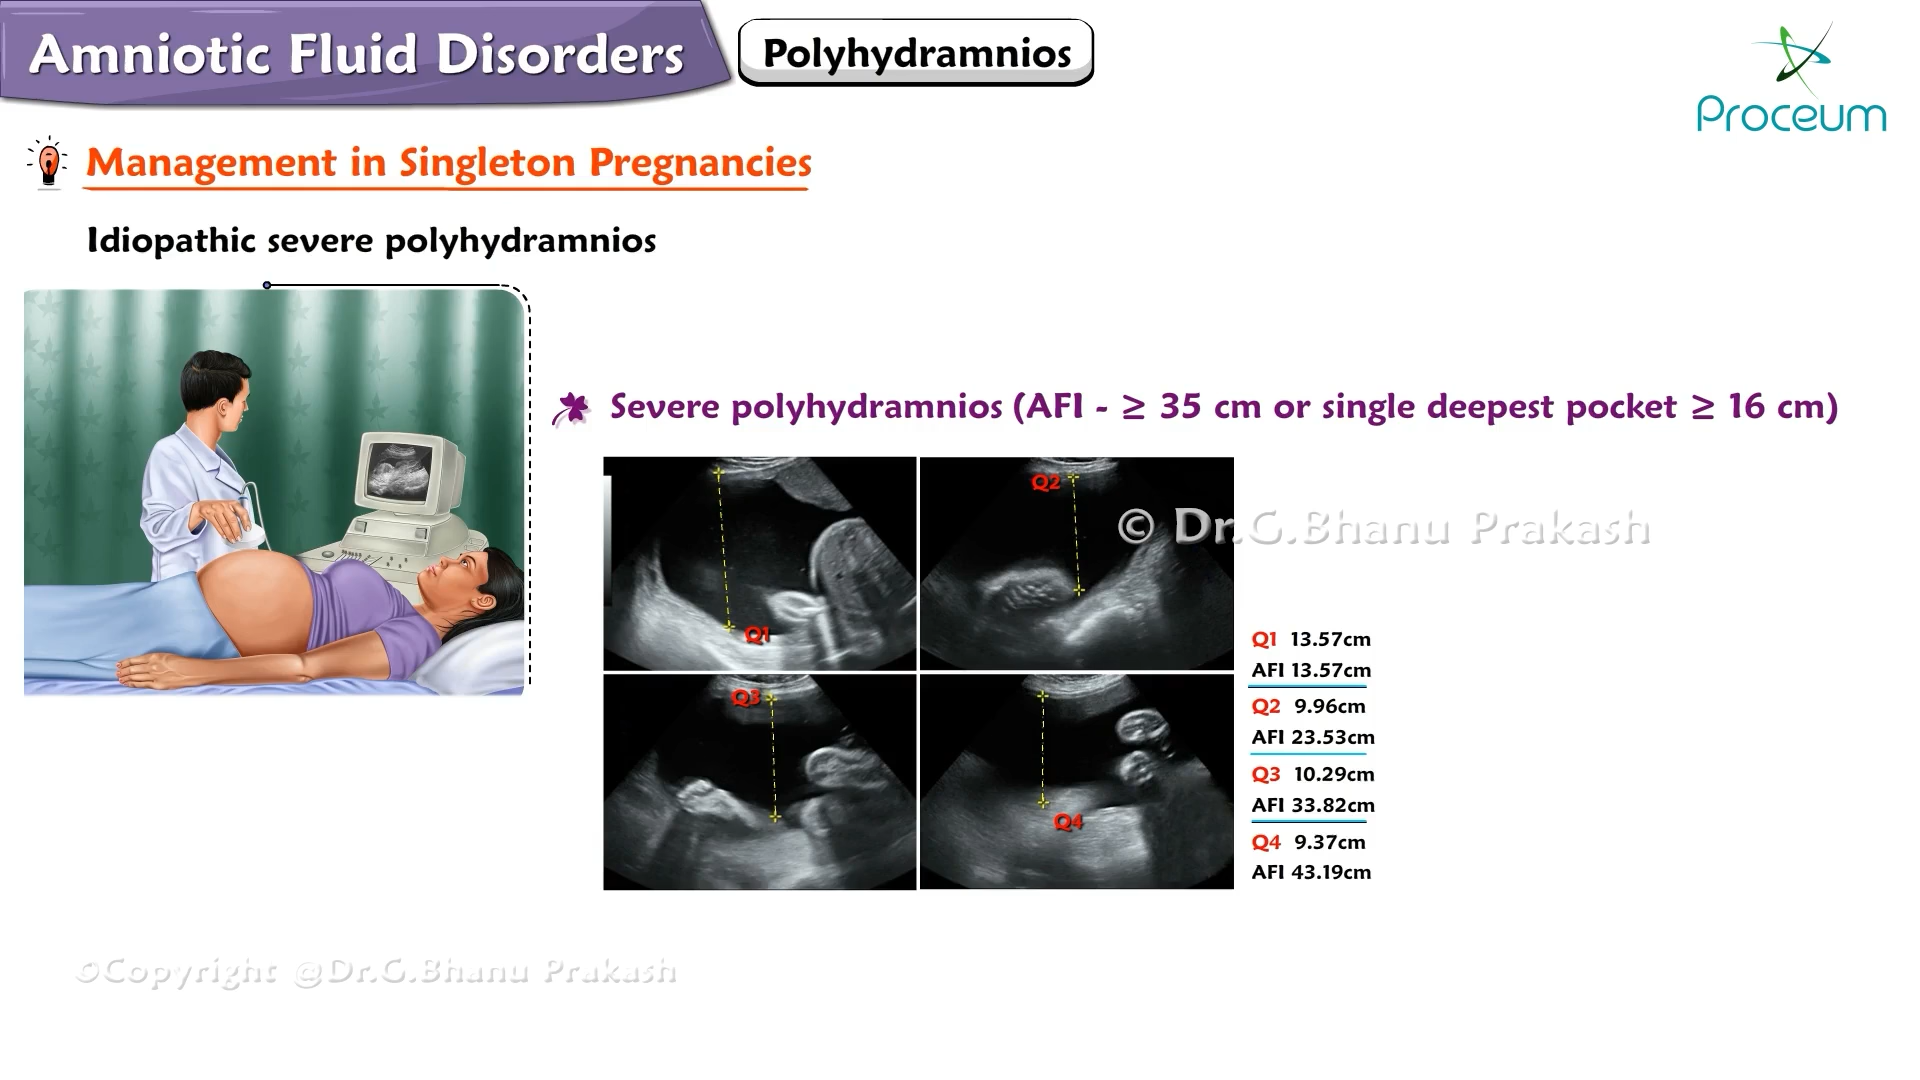 Amniotic Fluid Disorders
Polyhydramnios
Proceum
Management in Singleton Pregnancies
Idiopathic severe polyhydramnios
Severe polyhydramnios (AFI - ≥ 35 cm or single deepest pocket ≥ 16 cm)
Q2
© Dr.G.Bhanu Prakash
Q1
Q3
Q4
Q1 13.57cm
AFI 13.57cm
Q2 9.96cm
AFI 23.53cm
Q3 10.29cm
AFI 33.82cm
Q4 9.37cm
AFI 43.19cm
©Copyright @Dr.G.Bhanu Prakash